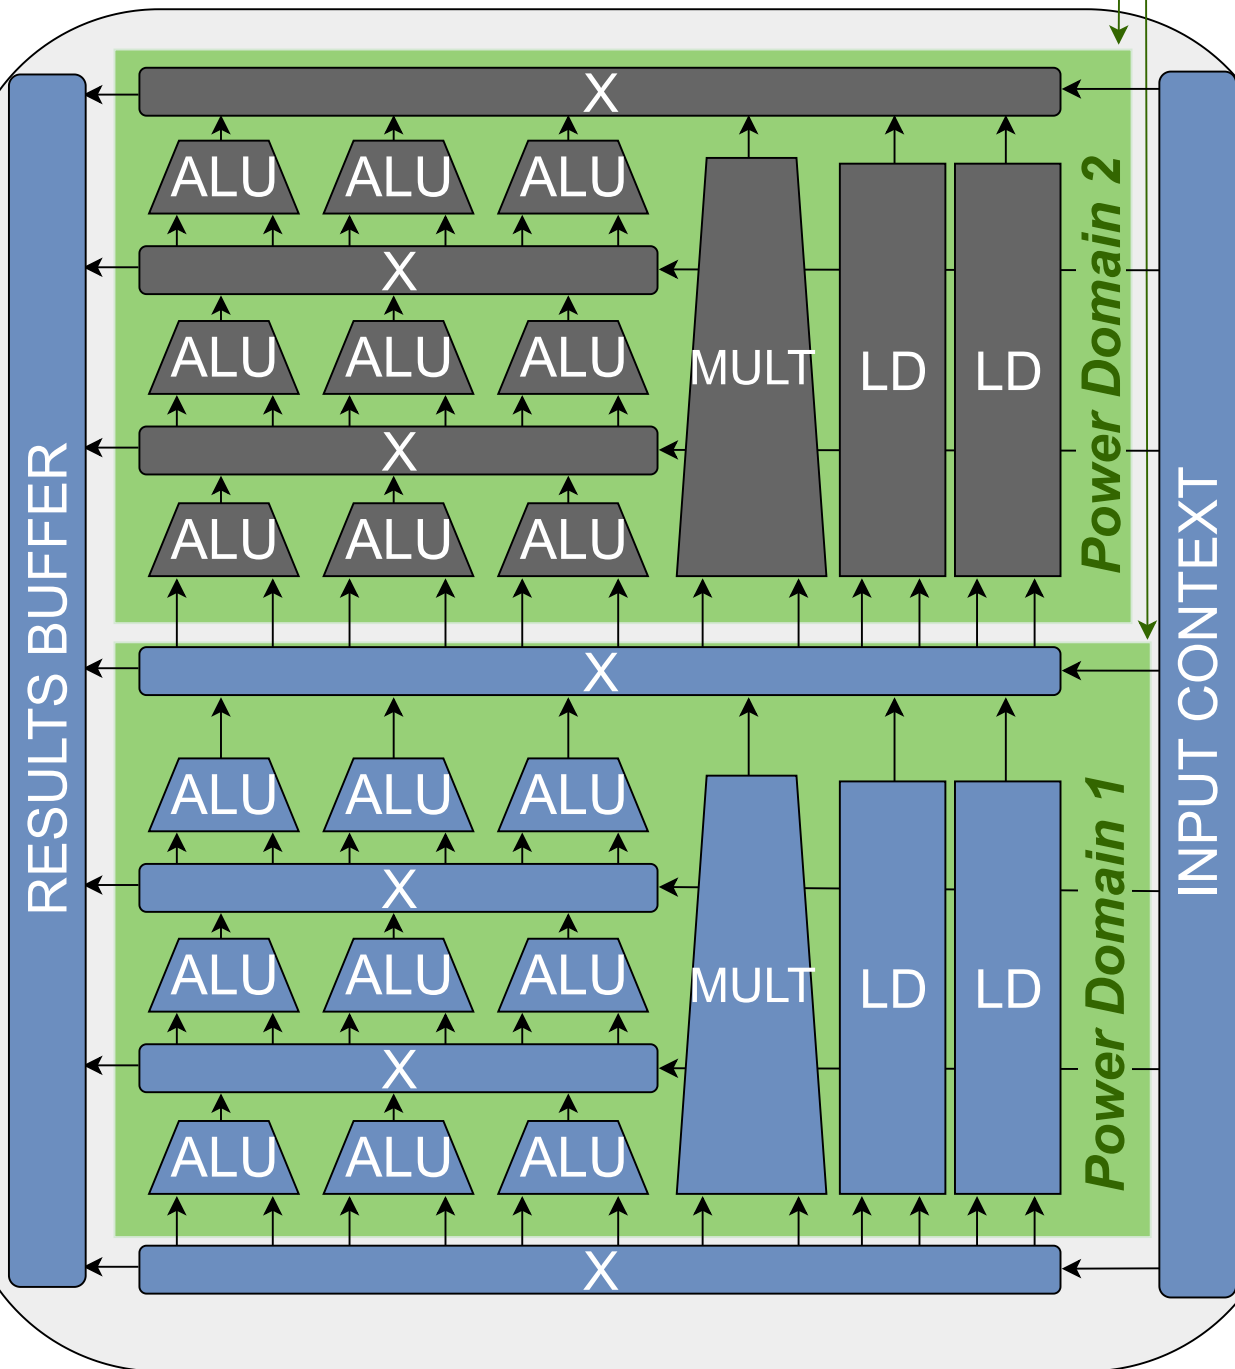 X
ALU ALU ALU
X
ALU ALU ALU
MULT LD LD
X
ALU ALU ALU
Power Domain 2
X
ALU ALU ALU
X
ALU ALU ALU
MULT LD LD
X
ALU ALU ALU
Power Domain 1
X
RESULTS BUFFER
INPUT CONTEXT